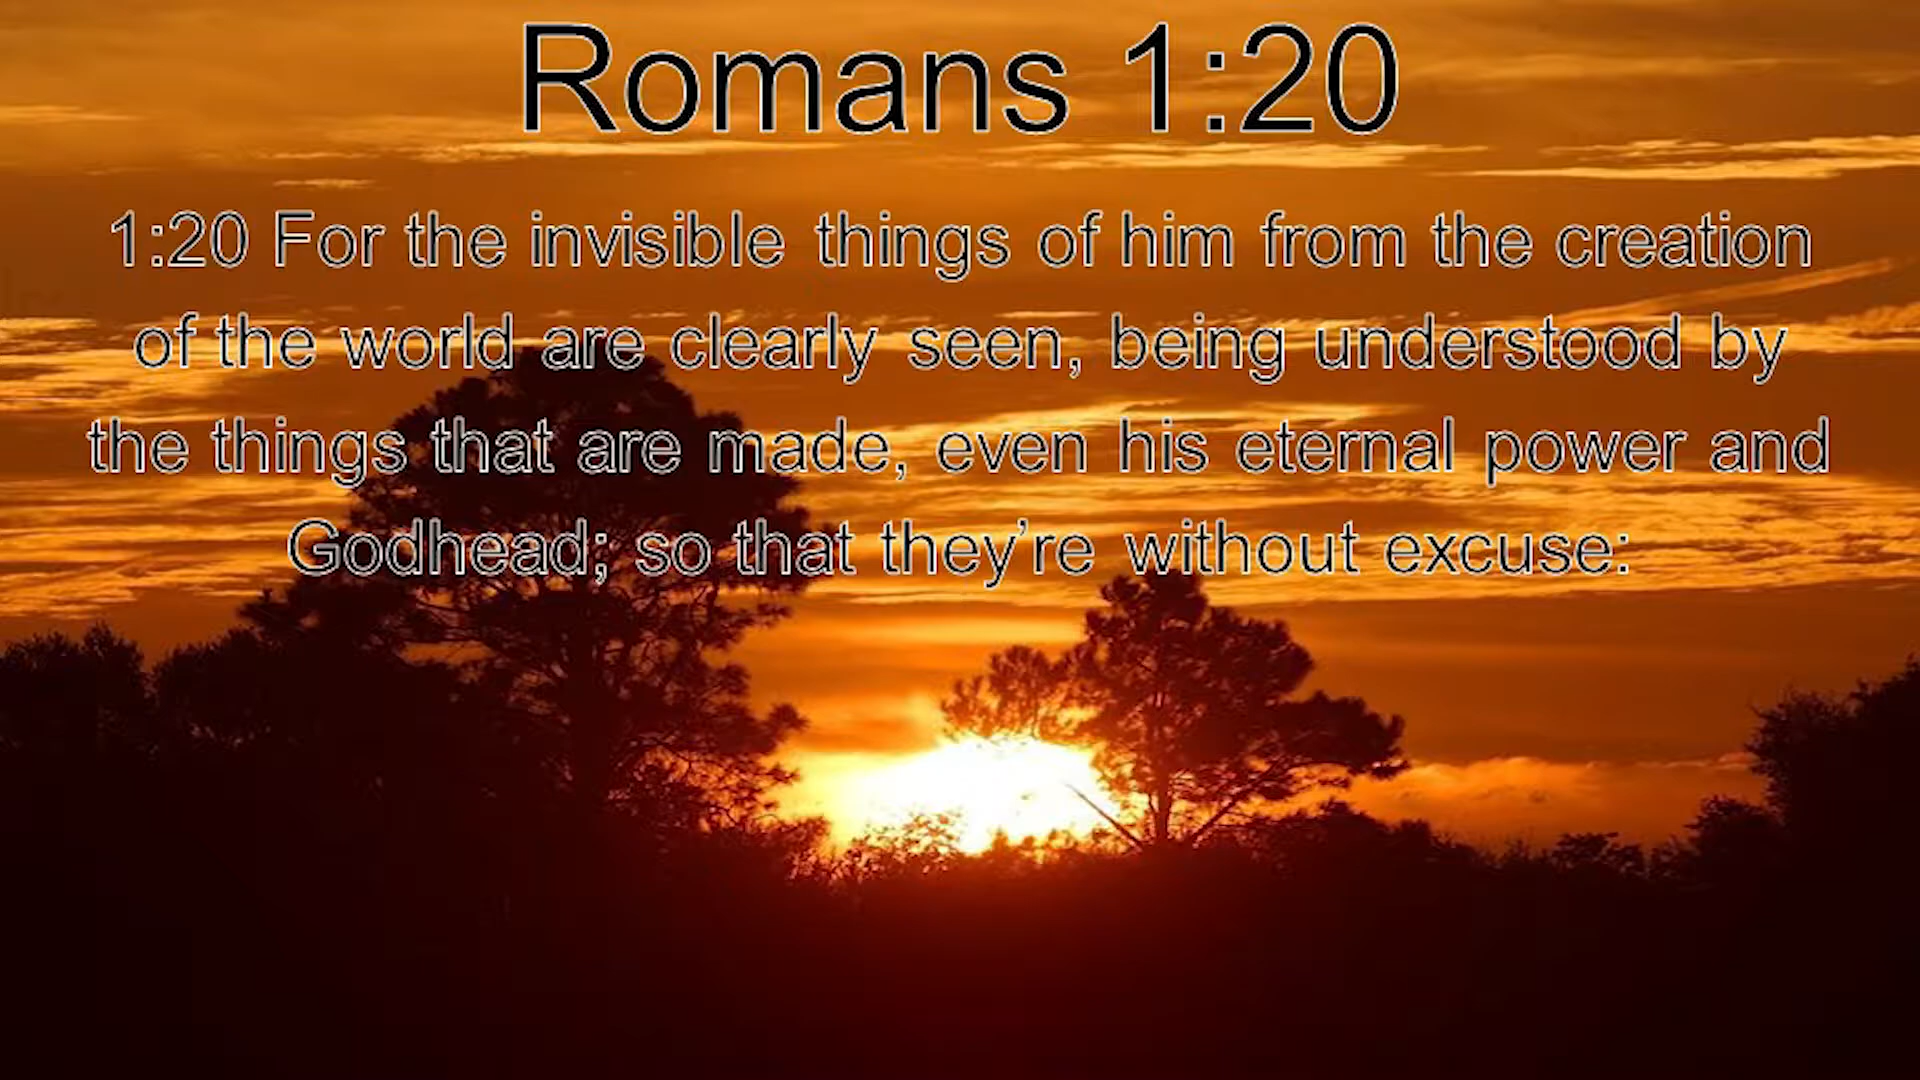 Romans 1:20
1:20 For the invisible things of him from the creation
of the world are clearly seen, being understood by
the things that are made, even his eternal power and
Godhead; so that they’re without excuse: